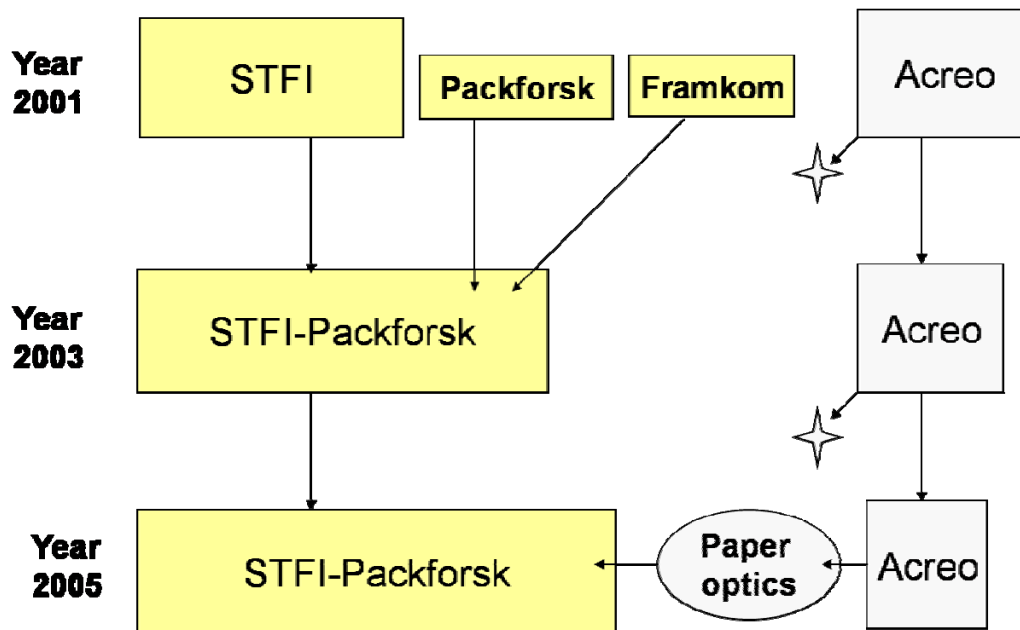 Year
2001
STFI
Packforsk
Framkom
Acreo
Year
2003
STFI-Packforsk
Acreo
Year
2005
STFI-Packforsk
Paper
optics
Acreo